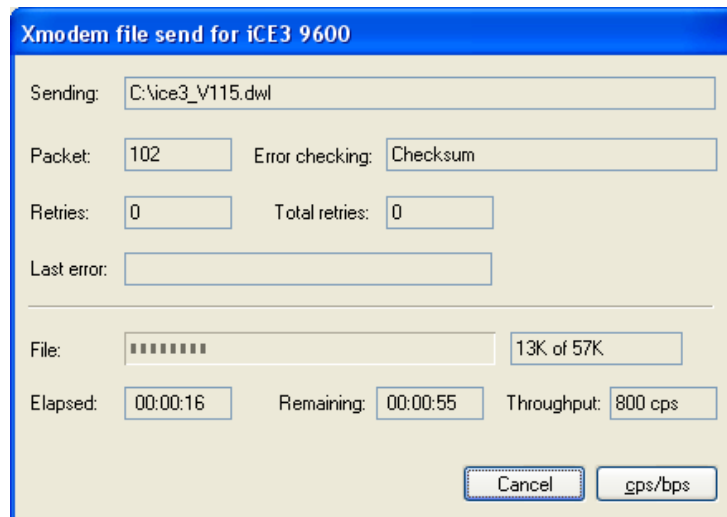 Xmodem file send for iCE3 9600
Sending: C:\ice3_V115.dwl
Packet: 102 Error checking: Checksum
Retries: 0 Total retries: 0
Last error:
File: 13K of 57K
Elapsed: 00:00:16 Remaining: 00:00:55 Throughput: 800 cps
Cancel cps/bps